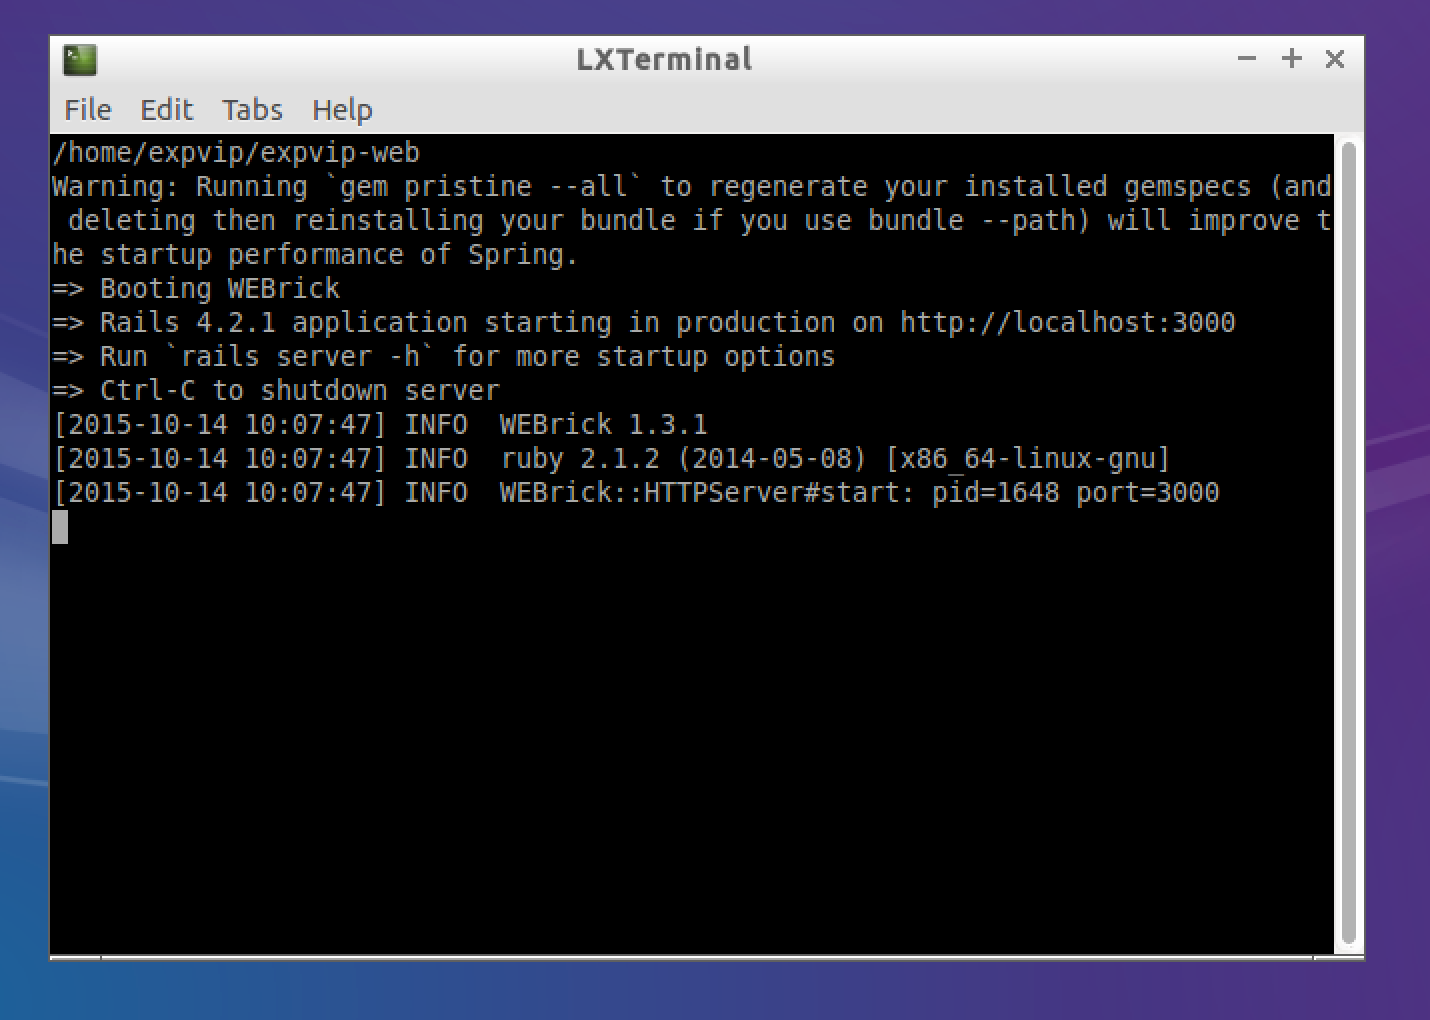 LXTerminal
File Edit Tabs Help
/home/expvip/expvip-web
Warning: Running `gem pristine --all` to regenerate your installed gemspecs (and
 deleting then reinstalling your bundle if you use bundle --path) will improve t
he startup performance of Spring.
=> Booting WEBrick
=> Rails 4.2.1 application starting in production on http://localhost:3000
=> Run `rails server -h` for more startup options
=> Ctrl-C to shutdown server
[2015-10-14 10:07:47] INFO  WEBrick 1.3.1
[2015-10-14 10:07:47] INFO  ruby 2.1.2 (2014-05-08) [x86_64-linux-gnu]
[2015-10-14 10:07:47] INFO  WEBrick::HTTPServer#start: pid=1648 port=3000